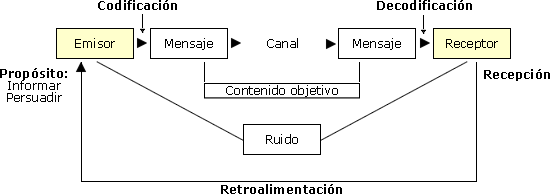 Codificación
Decodificación
Emisor
Mensaje
Canal
Mensaje
Receptor
Propósito:
Informar
Persuadir
Recepción
Contenido objetivo
Ruido
Retroalimentación